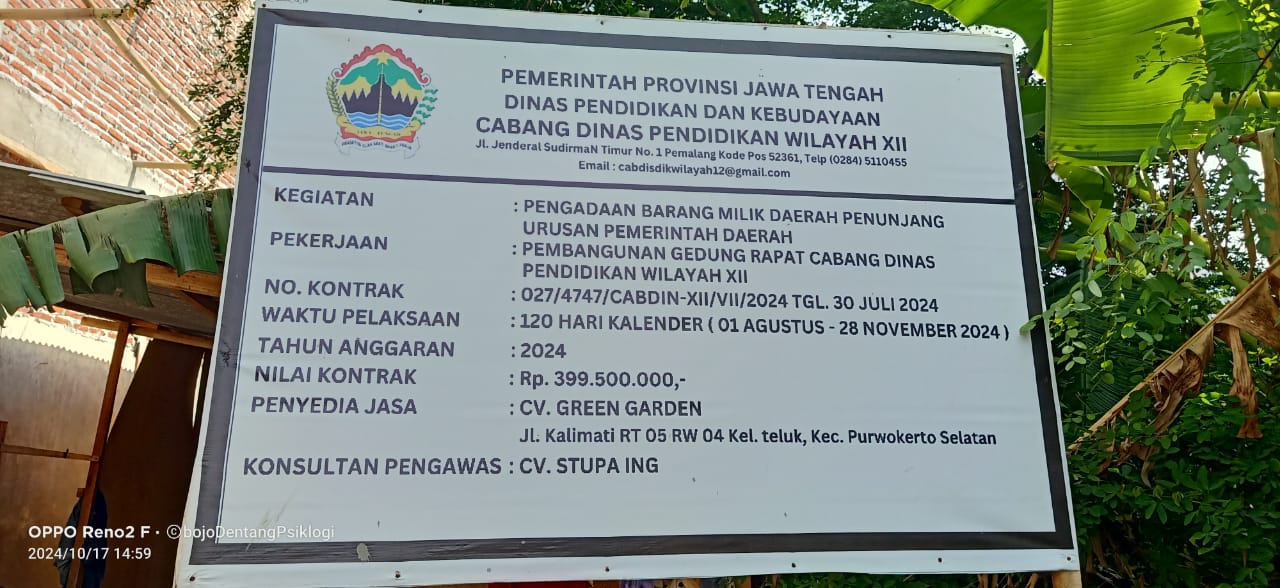 PEMERINTAH PROVINSI JAWA TENGAH
DINAS PENDIDIKAN DAN KEBUDAYAAN
CABANG DINAS PENDIDIKAN WILAYAH XII
Jl. Jenderal SudirmaN Timur No. 1 Pemalang Kode Pos 52361, Telp (0284) 5110455
Email : cabdisdikwilayah12@gmail.com
KEGIATAN : PENGADAAN BARANG MILIK DAERAH PENUNJANG
URUSAN PEMERINTAH DAERAH
PEKERJAAN : PEMBANGUNAN GEDUNG RAPAT CABANG DINAS
PENDIDIKAN WILAYAH XII
NO. KONTRAK : 027/4747/CABDIN-XII/VII/2024 TGL. 30 JULI 2024
WAKTU PELAKSAAN : 120 HARI KALENDER ( 01 AGUSTUS - 28 NOVEMBER 2024 )
TAHUN ANGGARAN : 2024
NILAI KONTRAK : Rp. 399.500.000,-
PENYEDIA JASA : CV. GREEN GARDEN
Jl. Kalimati RT 05 RW 04 Kel. teluk, Kec. Purwokerto Selatan
KONSULTAN PENGAWAS : CV. STUPA ING
OPPO Reno2 F · ©bojoDentangPsiklogi
2024/10/17 14:59